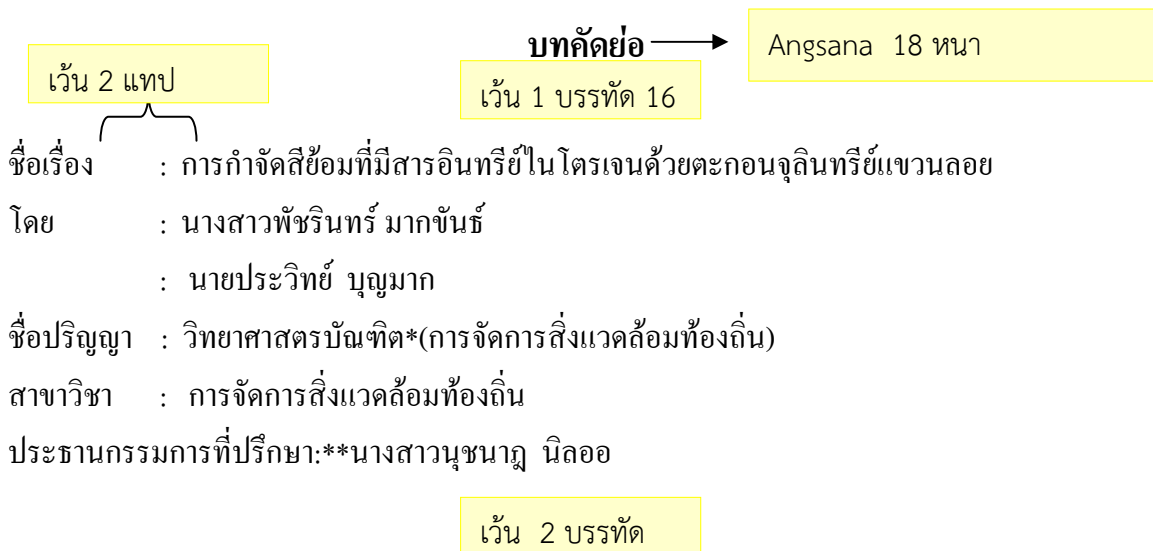 บทคัดย่อ
Angsana 18 หนา
เว้น 2 แทป
เว้น 1 บรรทัด 16
ชื่อเรื่อง : การกำจัดสีย้อมที่มีสารอินทรีย์ไนโตรเจนด้วยตะกอนจุลินทรีย์แขวนลอย
โดย : นางสาวพัชรินทร์ มากขันธ์
: นายประวิทย์ บุญมาก
ชื่อปริญญา : วิทยาศาสตรบัณฑิต*(การจัดการสิ่งแวดล้อมท้องถิ่น)
สาขาวิชา : การจัดการสิ่งแวดล้อมท้องถิ่น
ประธานกรรมการที่ปรึกษา:**นางสาวนุชนาฎ นิลออ
เว้น 2 บรรทัด